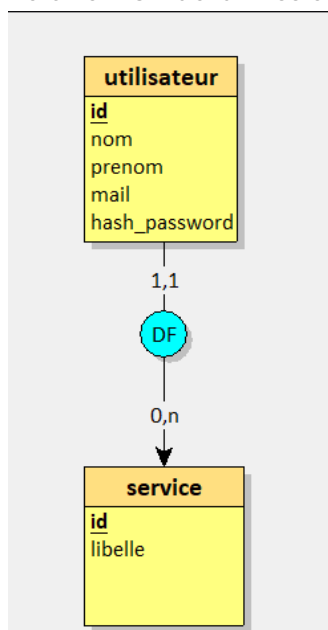 utilisateur
id
nom
prenom
mail
hash_password
1,1
DF
0,n
service
id
libelle